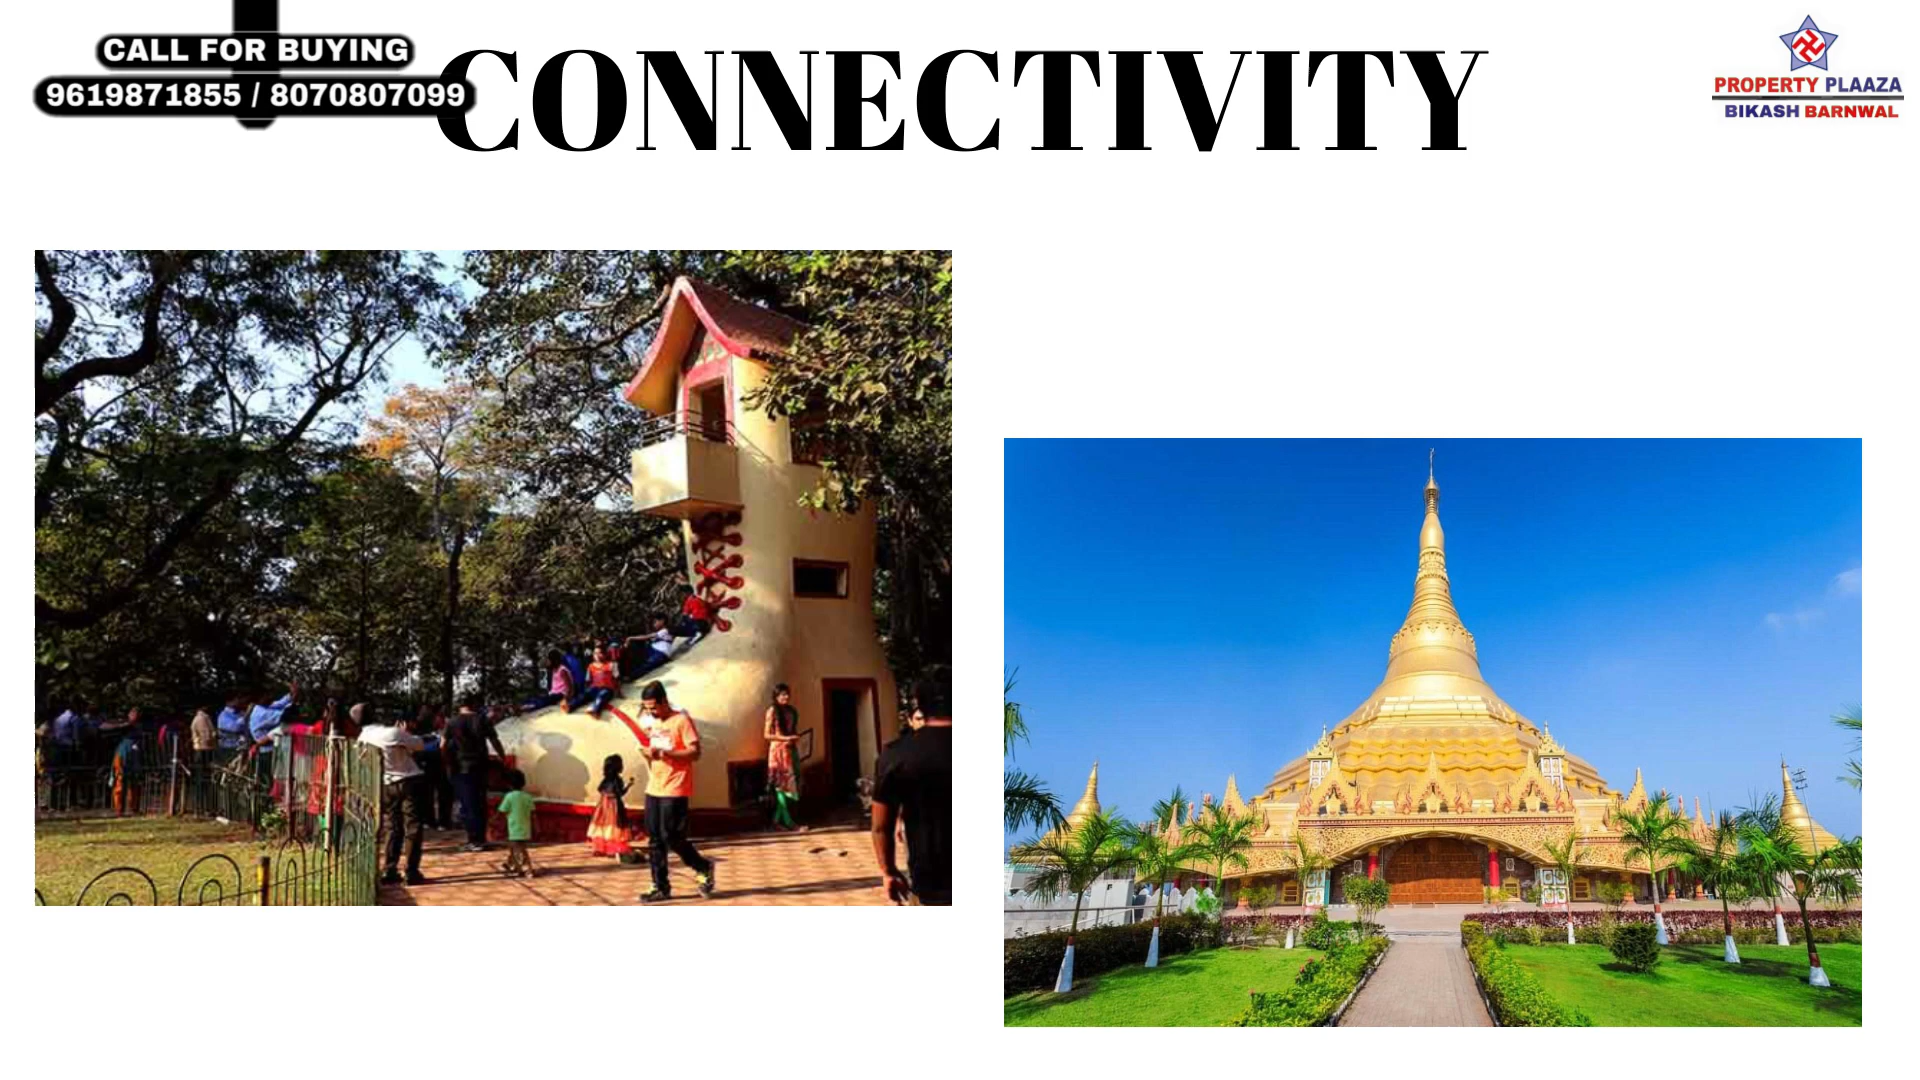 CALL FOR BUYING
9619871855 / 8070807099
CONNECTIVITY
PROPERTY PLAAZA
BIKASH BARNWAL